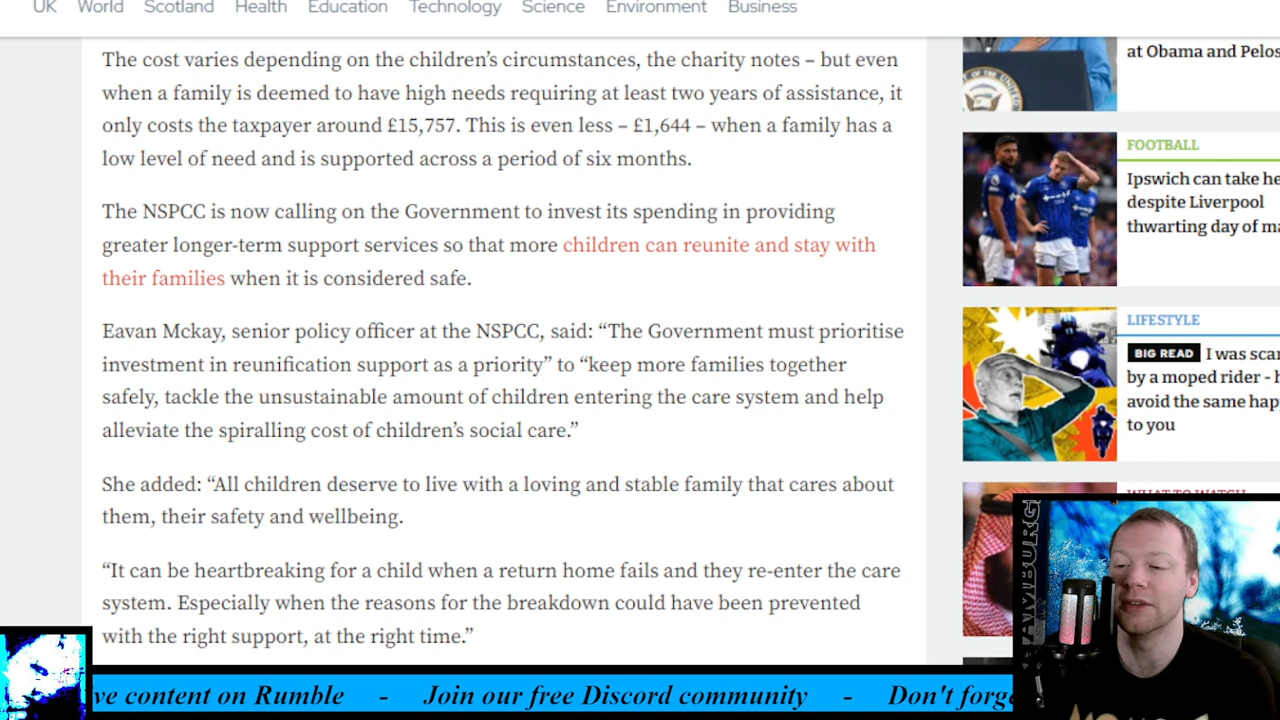 UK World Scotland Health Education Technology Science Environment Business
The cost varies depending on the children’s circumstances, the charity notes – but even
when a family is deemed to have high needs requiring at least two years of assistance, it
only costs the taxpayer around £15,757. This is even less – £1,644 – when a family has a
low level of need and is supported across a period of six months.
The NSPCC is now calling on the Government to invest its spending in providing
greater longer-term support services so that more children can reunite and stay with
their families when it is considered safe.
Eavan Mckay, senior policy officer at the NSPCC, said: “The Government must prioritise
investment in reunification support as a priority” to “keep more families together
safely, tackle the unsustainable amount of children entering the care system and help
alleviate the spiralling cost of children’s social care.”
She added: “All children deserve to live with a loving and stable family that cares about
them, their safety and wellbeing.
“It can be heartbreaking for a child when a return home fails and they re-enter the care
system. Especially when the reasons for the breakdown could have been prevented
with the right support, at the right time.”
at Obama and Pelos
FOOTBALL
Ipswich can take he
despite Liverpool
thwarting day of ma
LIFESTYLE
BIG READ I was scar
by a moped rider - h
avoid the same hap
to you
WHAT TO WATCH
ve content on Rumble - Join our free Discord community - Don't forge